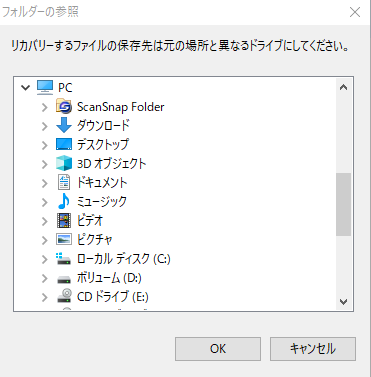 フォルダーの参照
リカバリーするファイルの保存先は元の場所と異なるドライブにしてください。
PC
ScanSnap Folder
ダウンロード
デスクトップ
3D オブジェクト
ドキュメント
ミュージック
ビデオ
ピクチャ
ローカル ディスク (C:)
ボリューム (D:)
CD ドライブ (E:)
OK
キャンセル